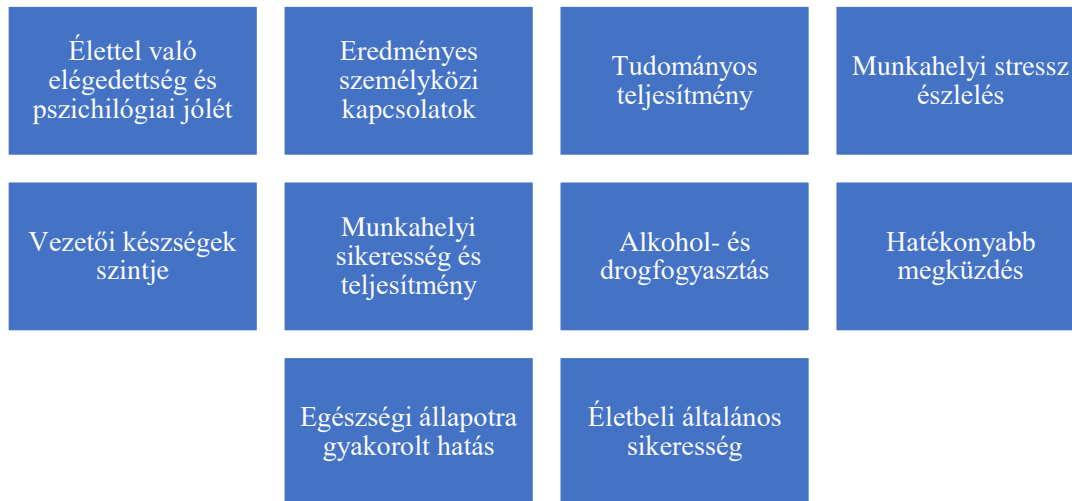 Élettel való
elégedettség és
pszichilógiai jólét
Eredményes
személyközi
kapcsolatok
Tudományos
teljesítmény
Munkahelyi stressz
észlelés
Vezetői készségek
szintje
Munkahelyi
sikeresség és
teljesítmény
Alkohol- és
drogfogyasztás
Hatékonyabb
megküzdés
Egészségi állapotra
gyakorolt hatás
Életbeli általános
sikeresség